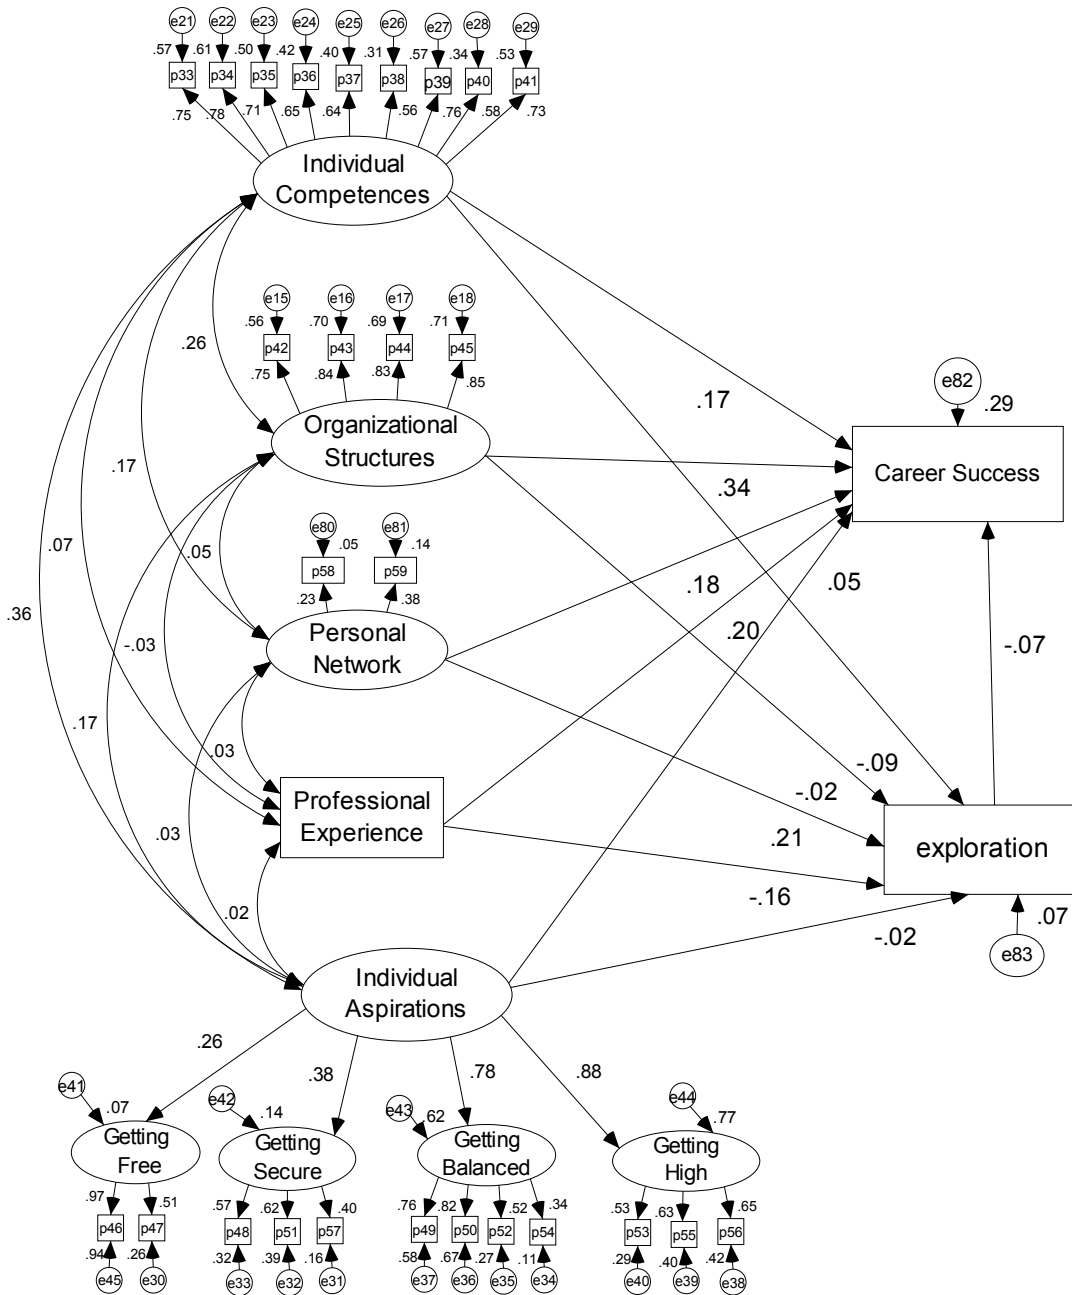 e21 e22 e23 e24 e25 e26 e27 e28 e29
.57 .61 .50 .42 .40 .31 .57 .34 .53
p33 p34 p35 p36 p37 p38 p39 p40 p41
.75 .78 .71 .65 .64 .56 .76 .58 .73
Individual
Competences
e15 e16 e17 e18
.56 .70 .69 .71
p42 p43 p44 p45
.75 .84 .83 .85
Organizational
Structures
e80 e81
.05 .14
p58 p59
.23 .38
Personal
Network
Professional
Experience
Individual
Aspirations
.26
.17
.07
.05
.36
-.03
.17
.03
.03
.02
.17
.34
.18
.05
.20
-.07
-.09
-.02
.21
-.16
-.02
e82
.29
Career Success
exploration
.07
e83
.26 .38 .78 .88
e41 e42 e43 e44
.07 .14 .62 .77
Getting
Free
Getting
Secure
Getting
Balanced
Getting
High
.97 .51 .57 .62 .40 .76 .82 .52 .34 .53 .63 .65
p46 p47 p48 p51 p57 p49 p50 p52 p54 p53 p55 p56
.94 .26 .32 .39 .16 .58 .67 .27 .11 .29 .40 .42
e45 e30 e33 e32 e31 e37 e36 e35 e34 e40 e39 e38